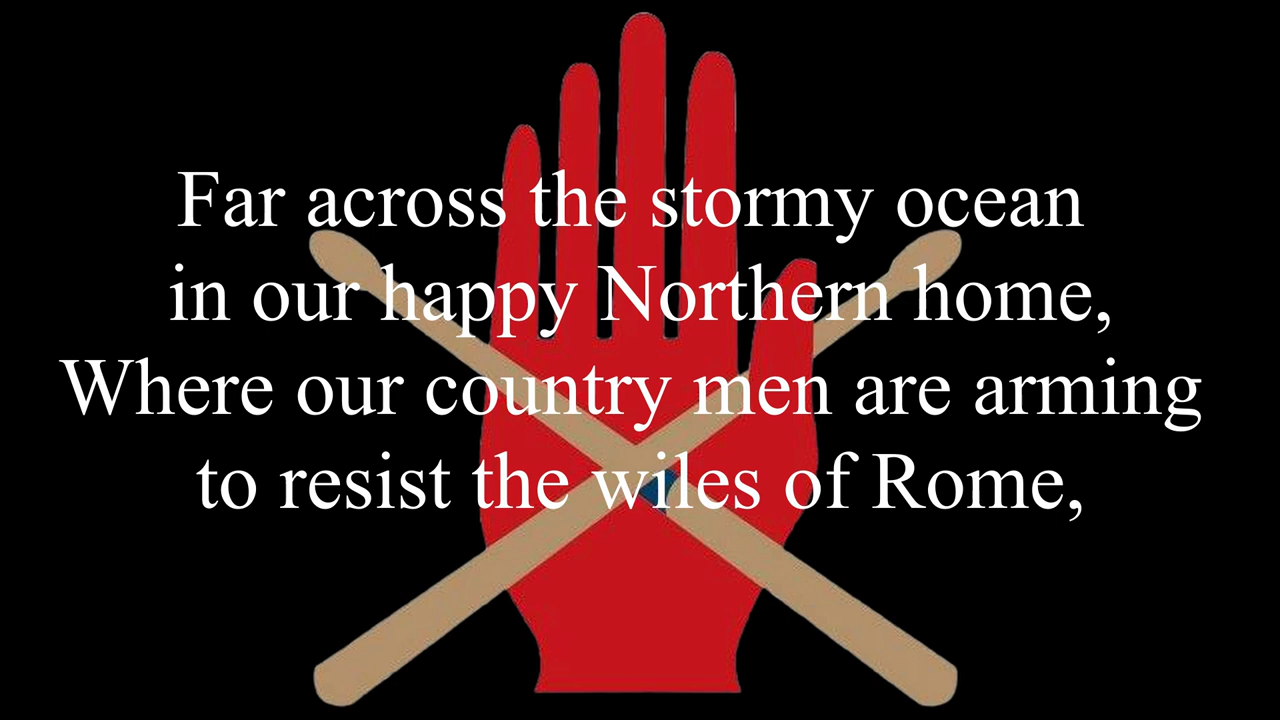 Far across the stormy ocean
in our happy Northern home,
Where our country men are arming
to resist the wiles of Rome,